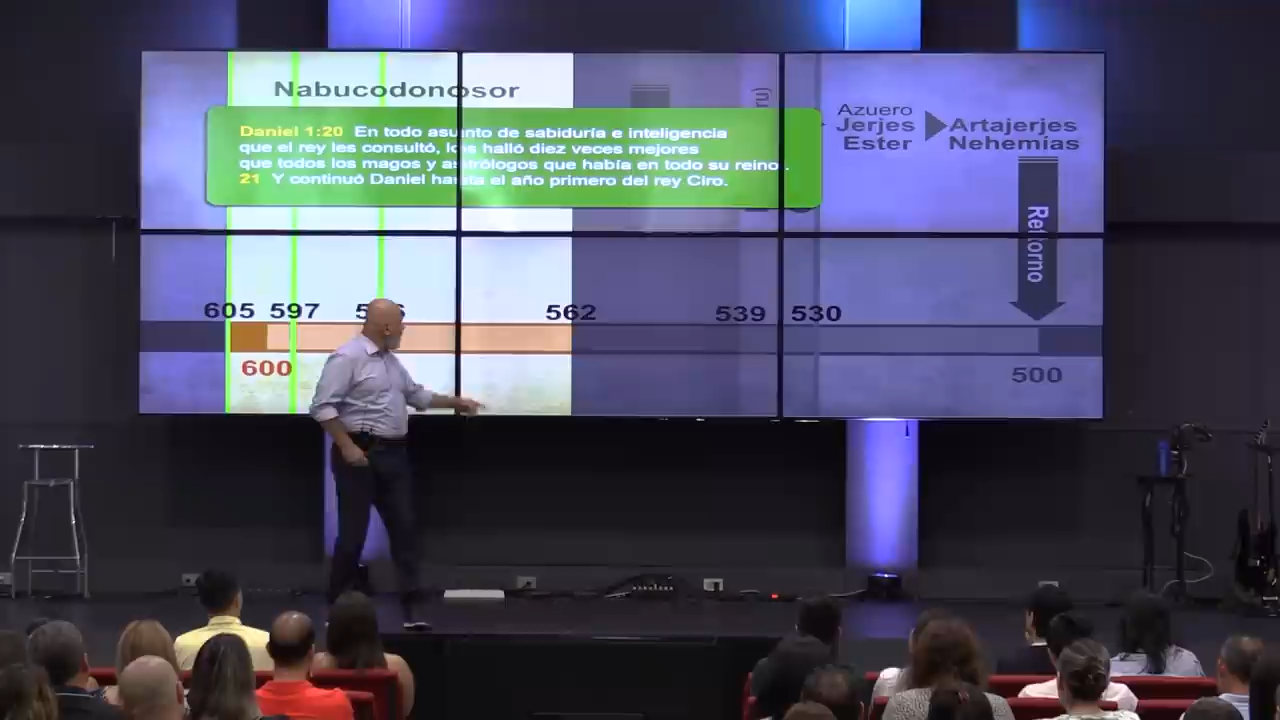 Nabucodonosor
Daniel 1:20 En todo asunto de sabiduría e inteligencia
que el rey les consultó, los halló diez veces mejores
que todos los magos y astrólogos que había en todo su reino.
21 Y continuó Daniel hasta el año primero del rey Ciro.
Azuero
Jerjes
Ester
Artajerjes
Nehemías
Retorno
605 597 562 539 530
600
500